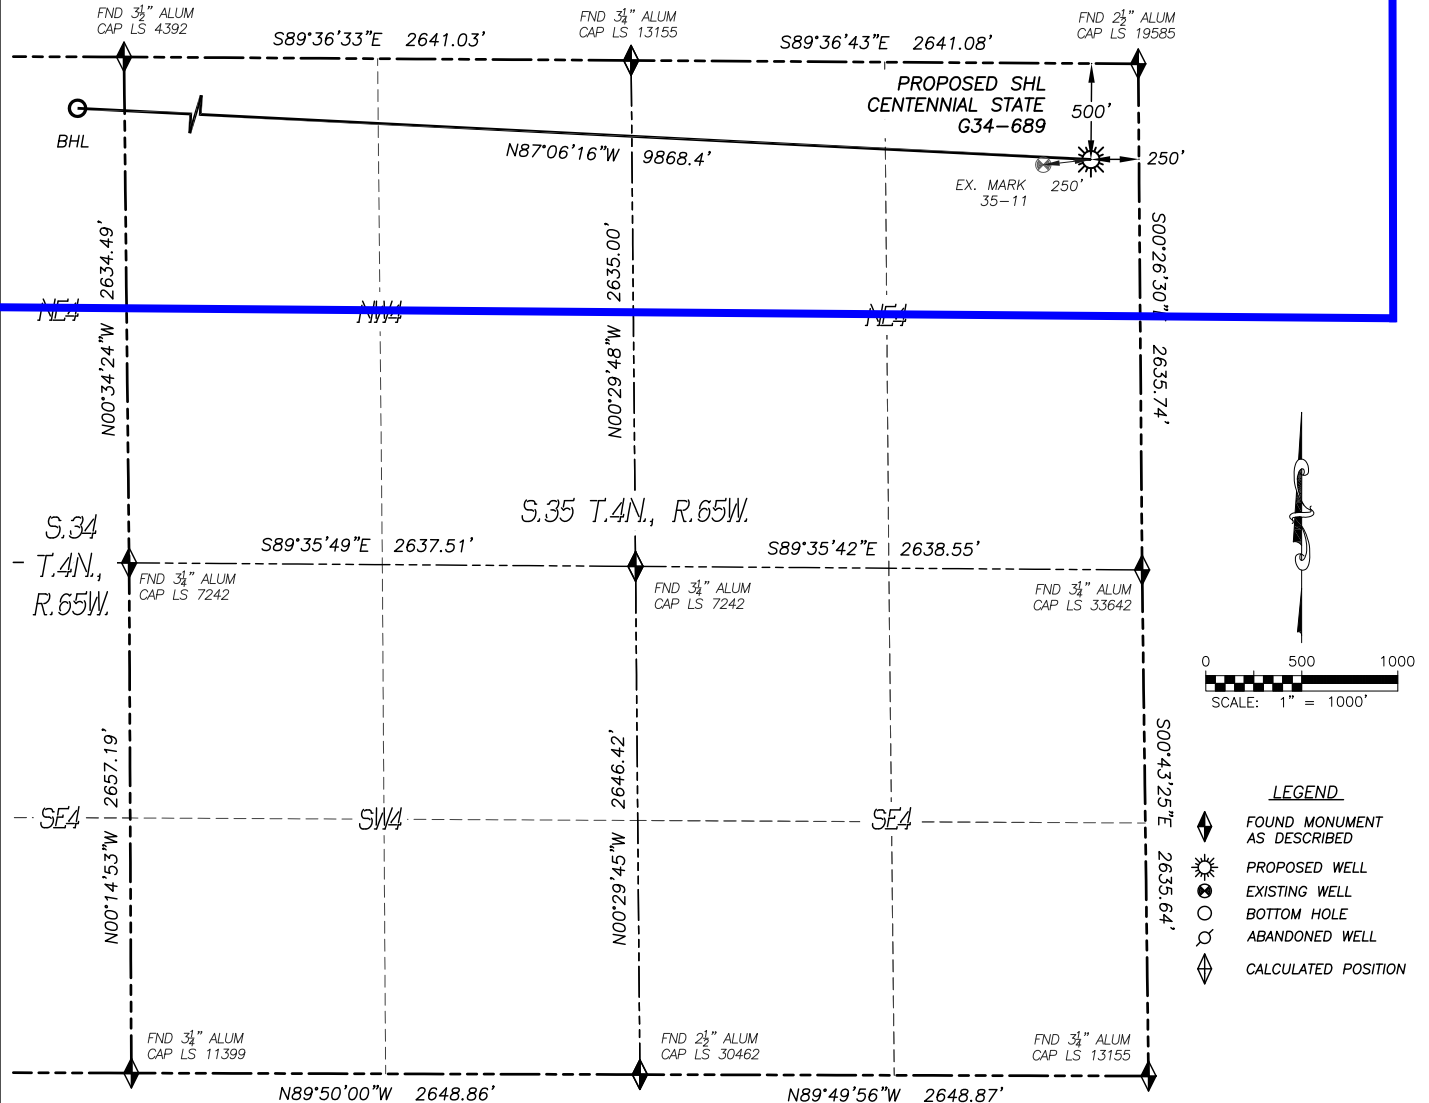 FND 3½” ALUM
CAP LS 4392
FND 3¼” ALUM
CAP LS 13155
FND 2½” ALUM
CAP LS 19585
S89°36’33”E 2641.03’
S89°36’43”E 2641.08’
PROPOSED SHL
CENTENNIAL STATE
G34-689
500’
BHL
N87°06’16”W 9868.4’
250’
EX. MARK
35-11
250’
N00°34’24”W 2634.49’
N00°29’48”W 2635.00’
S00°26’30”E 2635.74’
NE4
NW4
NE4
S.34
T.4N.,
R.65W.
S.35 T.4N., R.65W.
S89°35’49”E 2637.51’
S89°35’42”E 2638.55’
FND 3¼” ALUM
CAP LS 7242
FND 3¼” ALUM
CAP LS 7242
FND 3¼” ALUM
CAP LS 33642
0 500 1000
SCALE: 1” = 1000’
N00°14’53”W 2657.19’
N00°29’45”W 2646.42’
S00°43’25”E 2635.64’
SE4
SW4
SE4
LEGEND
FOUND MONUMENT
AS DESCRIBED
PROPOSED WELL
EXISTING WELL
BOTTOM HOLE
ABANDONED WELL
CALCULATED POSITION
FND 3¼” ALUM
CAP LS 11399
FND 2½” ALUM
CAP LS 30462
FND 3¼” ALUM
CAP LS 13155
N89°50’00”W 2648.86’
N89°49’56”W 2648.87’